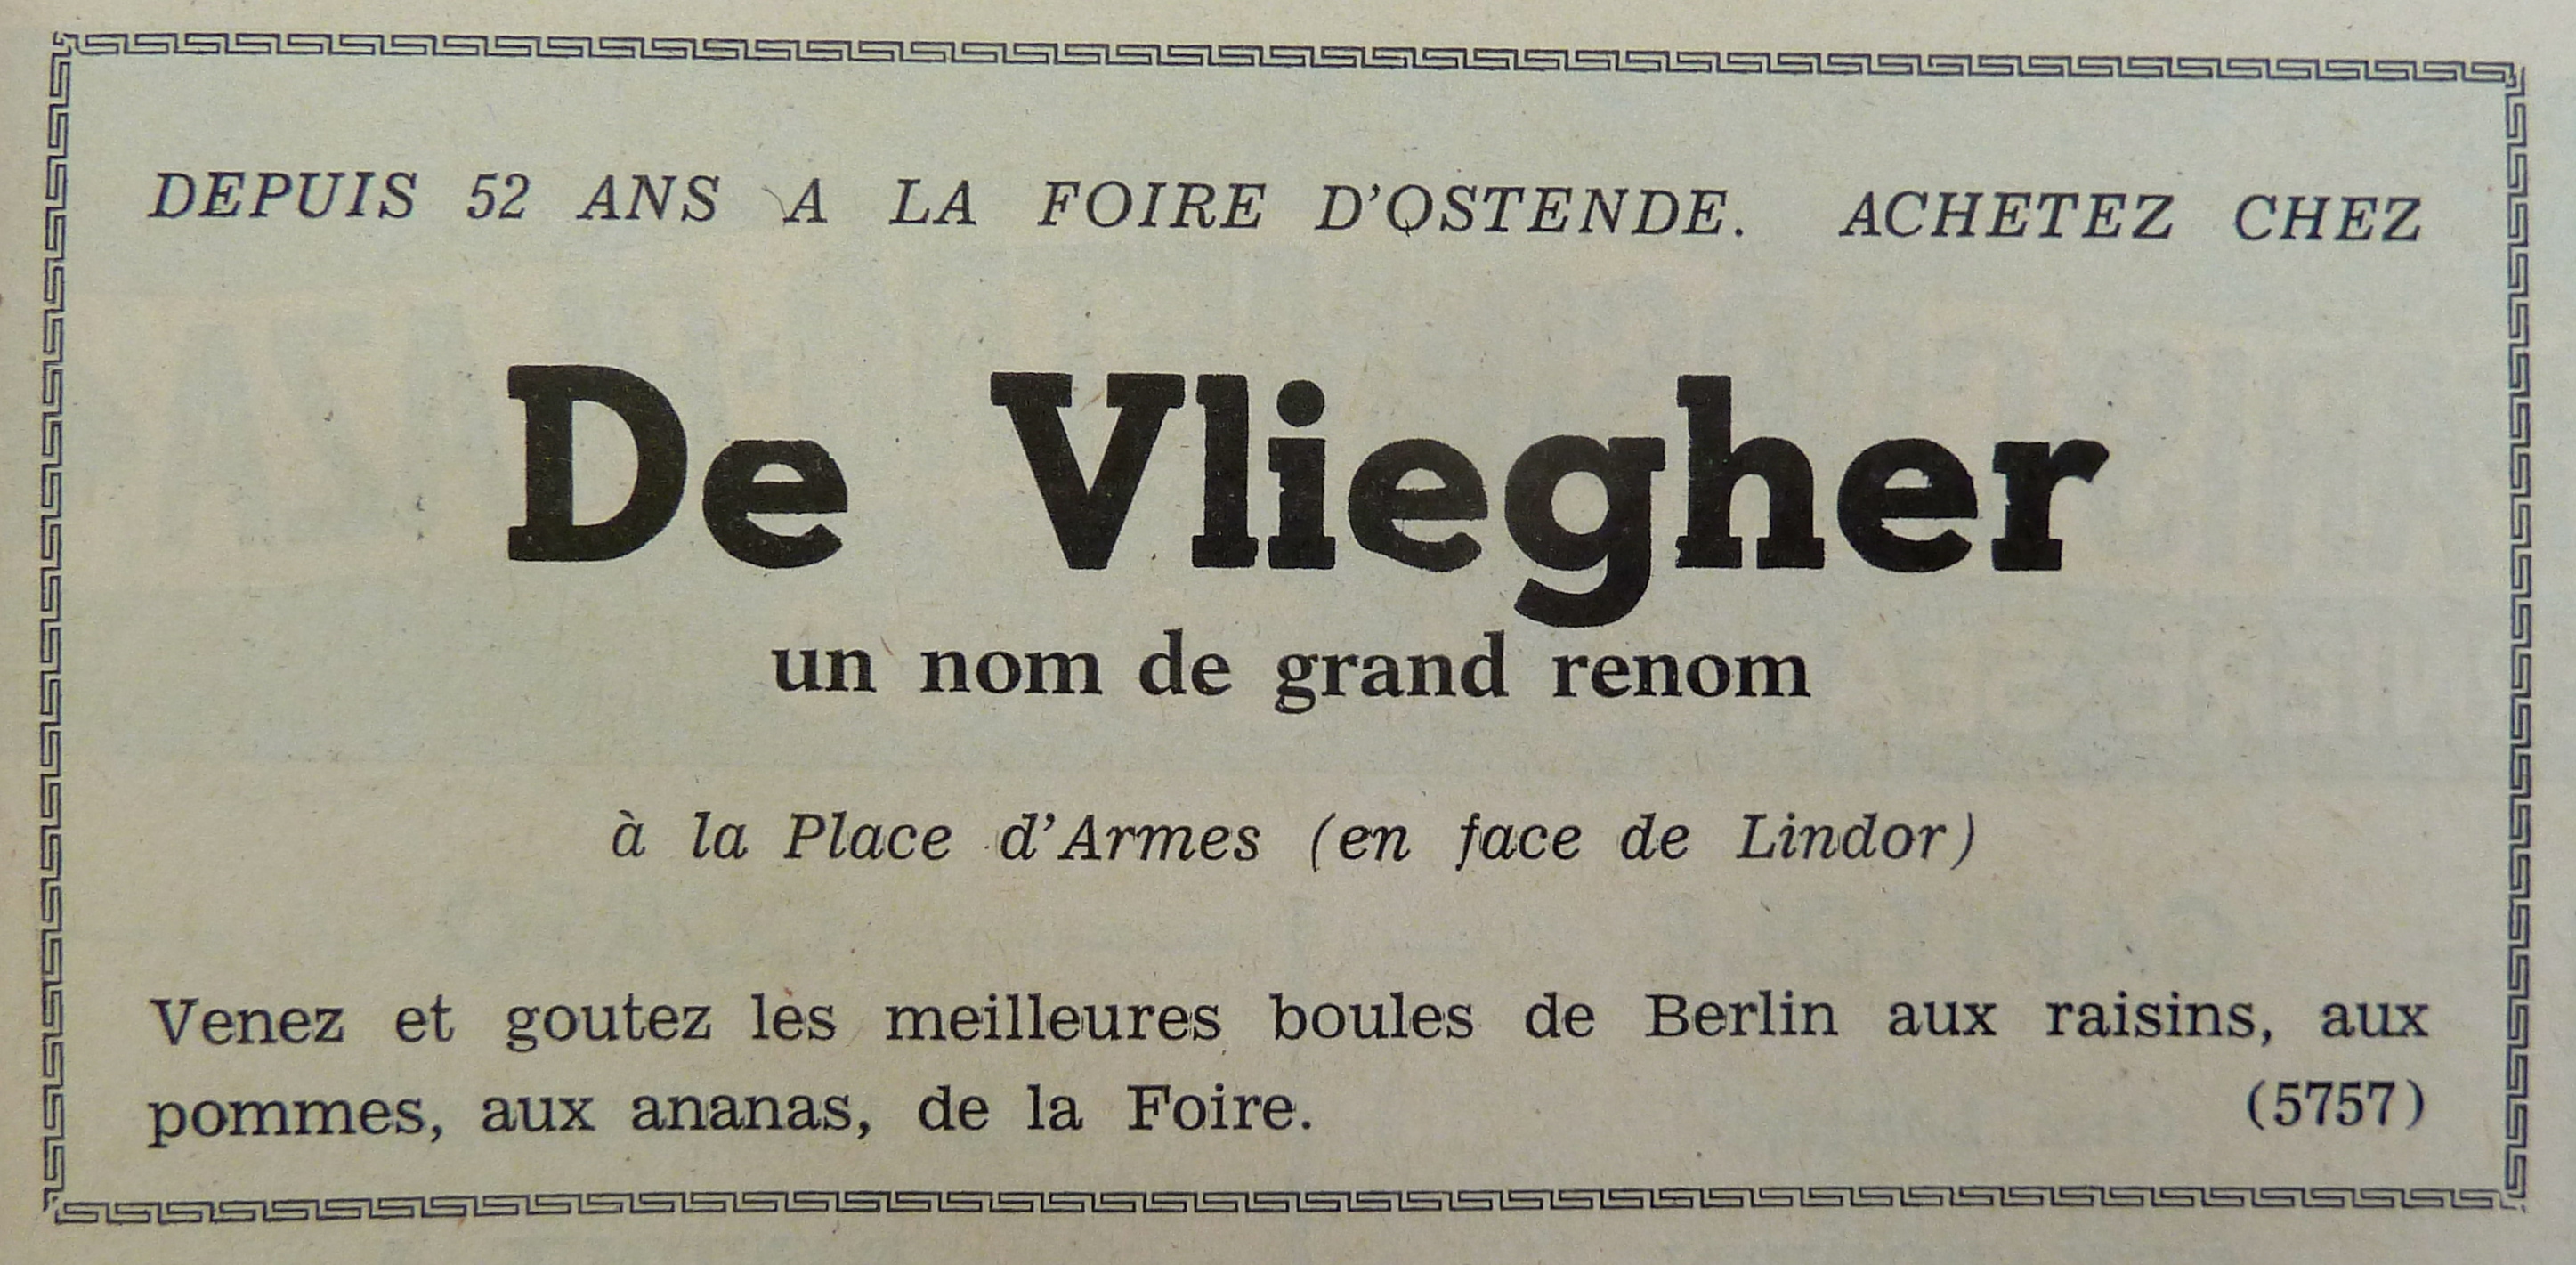 DEPUIS 52 ANS A LA FOIRE D'OSTENDE. ACHETEZ CHEZ
De Vliegher
un nom de grand renom
à la Place d'Armes (en face de Lindor)
Venez et goutez les meilleures boules de Berlin aux raisins, aux
pommes, aux ananas, de la Foire. (5757)